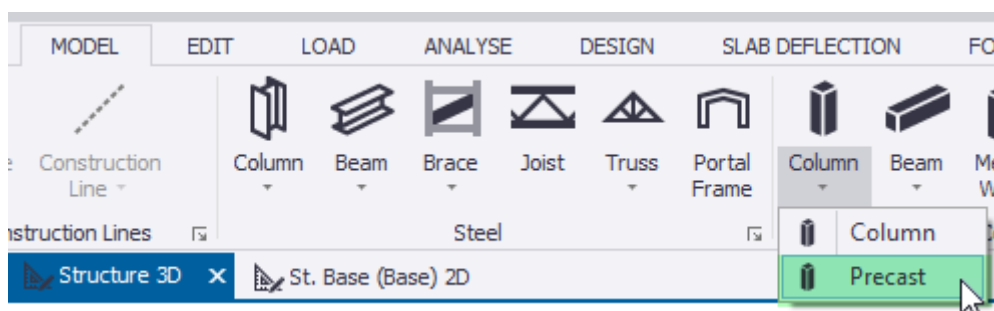 MODEL EDIT LOAD ANALYSE DESIGN SLAB DEFLECTION
Construction Column Beam Brace Joist Truss Portal Column Beam
Line Frame
Lines Steel
Column
Structure 3D St. Base (Base) 2D
Precast